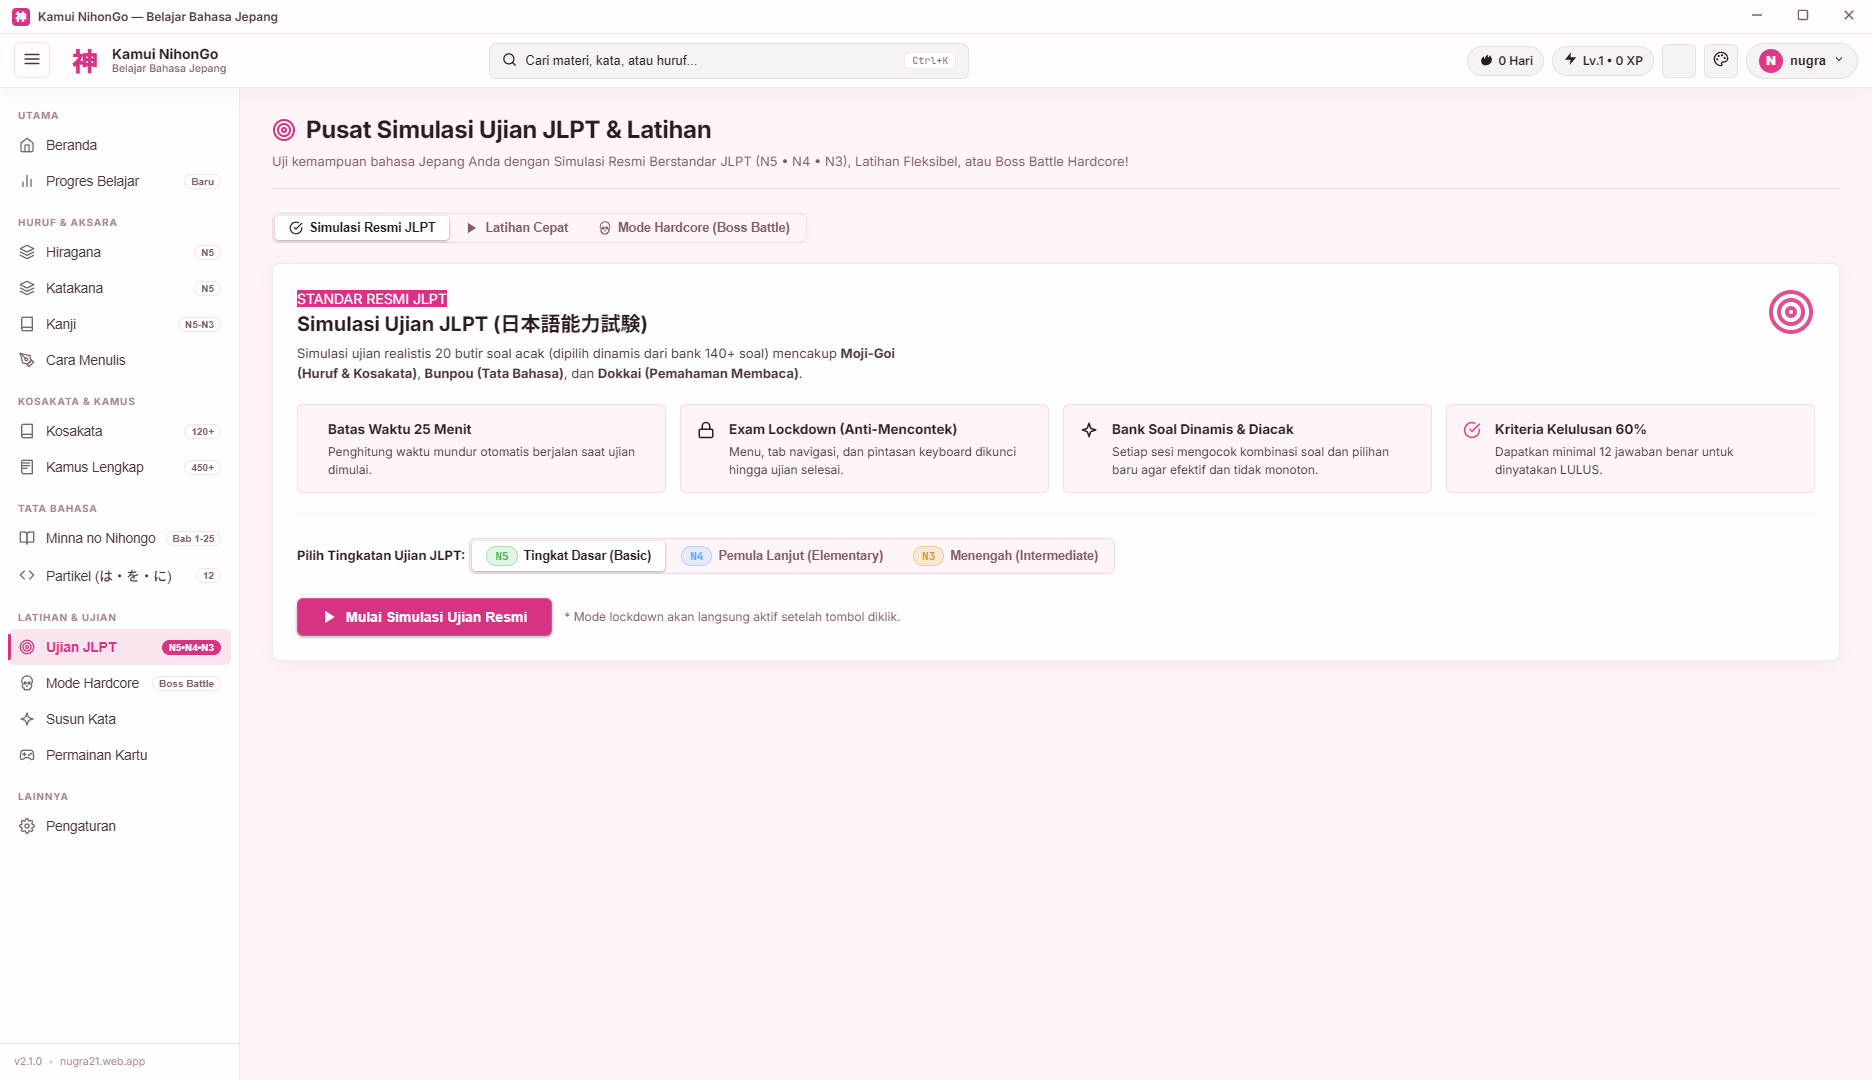 Kamui NihonGo — Belajar Bahasa Jepang
神
Kamui NihonGo
Belajar Bahasa Jepang
Cari materi, kata, atau huruf...
Ctrl+K
0 Hari
Lv.1 • 0 XP
N
nugra
UTAMA
Beranda
Progres Belajar
Baru
HURUF & AKSARA
Hiragana
N5
Katakana
N5
Kanji
N5-N3
Cara Menulis
KOSAKATA & KAMUS
Kosakata
120+
Kamus Lengkap
450+
TATA BAHASA
Minna no Nihongo
Bab 1-25
Partikel (は・を・に)
12
LATIHAN & UJIAN
Ujian JLPT
N5•N4•N3
Mode Hardcore
Boss Battle
Susun Kata
Permainan Kartu
LAINNYA
Pengaturan
v2.1.0 • nugra21.web.app
Pusat Simulasi Ujian JLPT & Latihan
Uji kemampuan bahasa Jepang Anda dengan Simulasi Resmi Berstandar JLPT (N5 • N4 • N3), Latihan Fleksibel, atau Boss Battle Hardcore!
Simulasi Resmi JLPT
Latihan Cepat
Mode Hardcore (Boss Battle)
STANDAR RESMI JLPT
Simulasi Ujian JLPT (日本語能力試験)
Simulasi ujian realistis 20 butir soal acak (dipilih dinamis dari bank 140+ soal) mencakup Moji-Goi
(Huruf & Kosakata), Bunpou (Tata Bahasa), dan Dokkai (Pemahaman Membaca).
Batas Waktu 25 Menit
Penghitung waktu mundur otomatis berjalan saat ujian
dimulai.
Exam Lockdown (Anti-Mencontek)
Menu, tab navigasi, dan pintasan keyboard dikunci
hingga ujian selesai.
Bank Soal Dinamis & Diacak
Setiap sesi mengocok kombinasi soal dan pilihan
baru agar efektif dan tidak monoton.
Kriteria Kelulusan 60%
Dapatkan minimal 12 jawaban benar untuk
dinyatakan LULUS.
Pilih Tingkatan Ujian JLPT:
N5 Tingkat Dasar (Basic)
N4 Pemula Lanjut (Elementary)
N3 Menengah (Intermediate)
Mulai Simulasi Ujian Resmi
* Mode lockdown akan langsung aktif setelah tombol diklik.